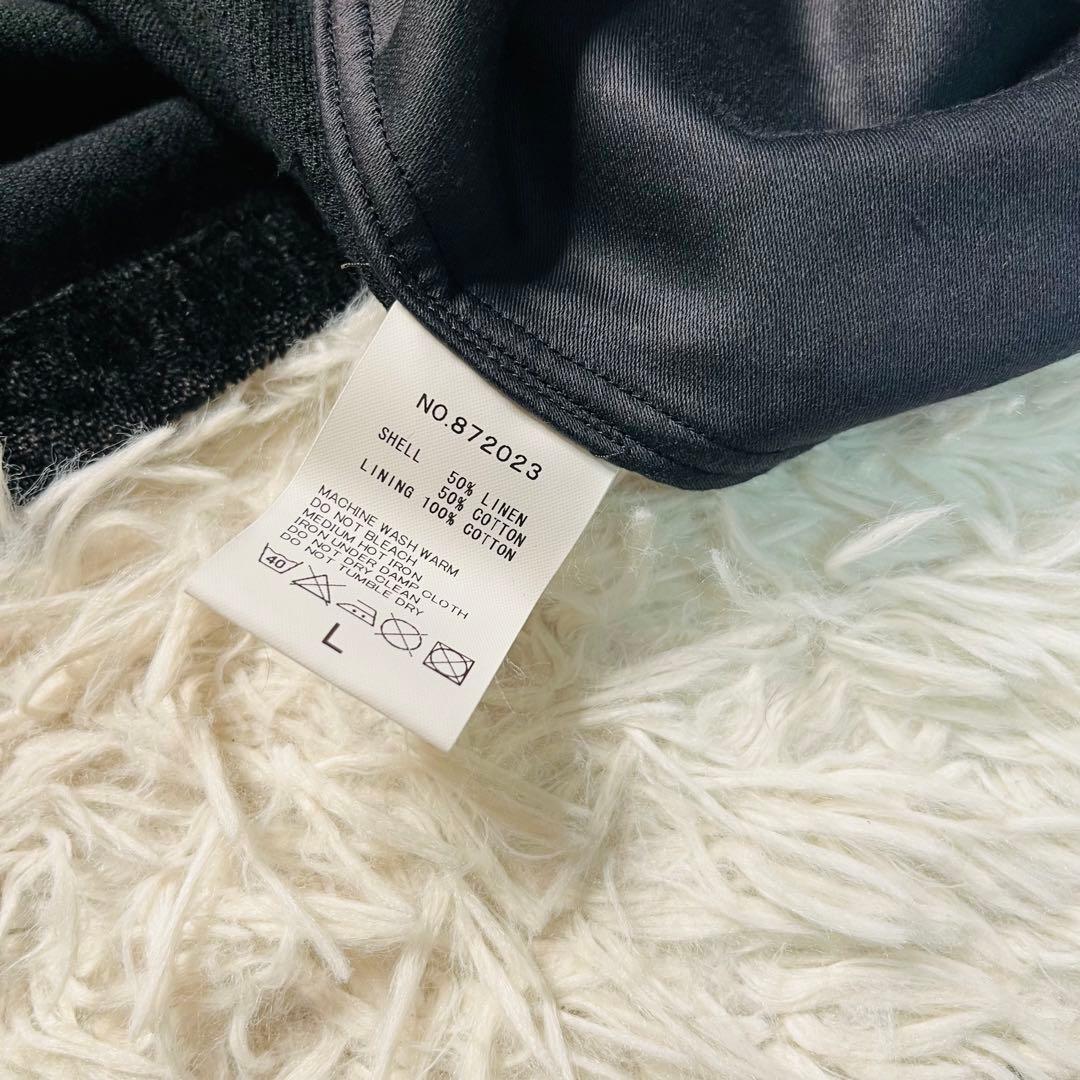 NO.872023
SHELL 50% LINEN
50% COTTON
LINING 100% COTTON
MACHINE WASH WARM
DO NOT BLEACH
MEDIUM HOT IRON
IRON UNDER DAMP CLOTH
DO NOT DRY CLEAN
DO NOT TUMBLE DRY
40
L